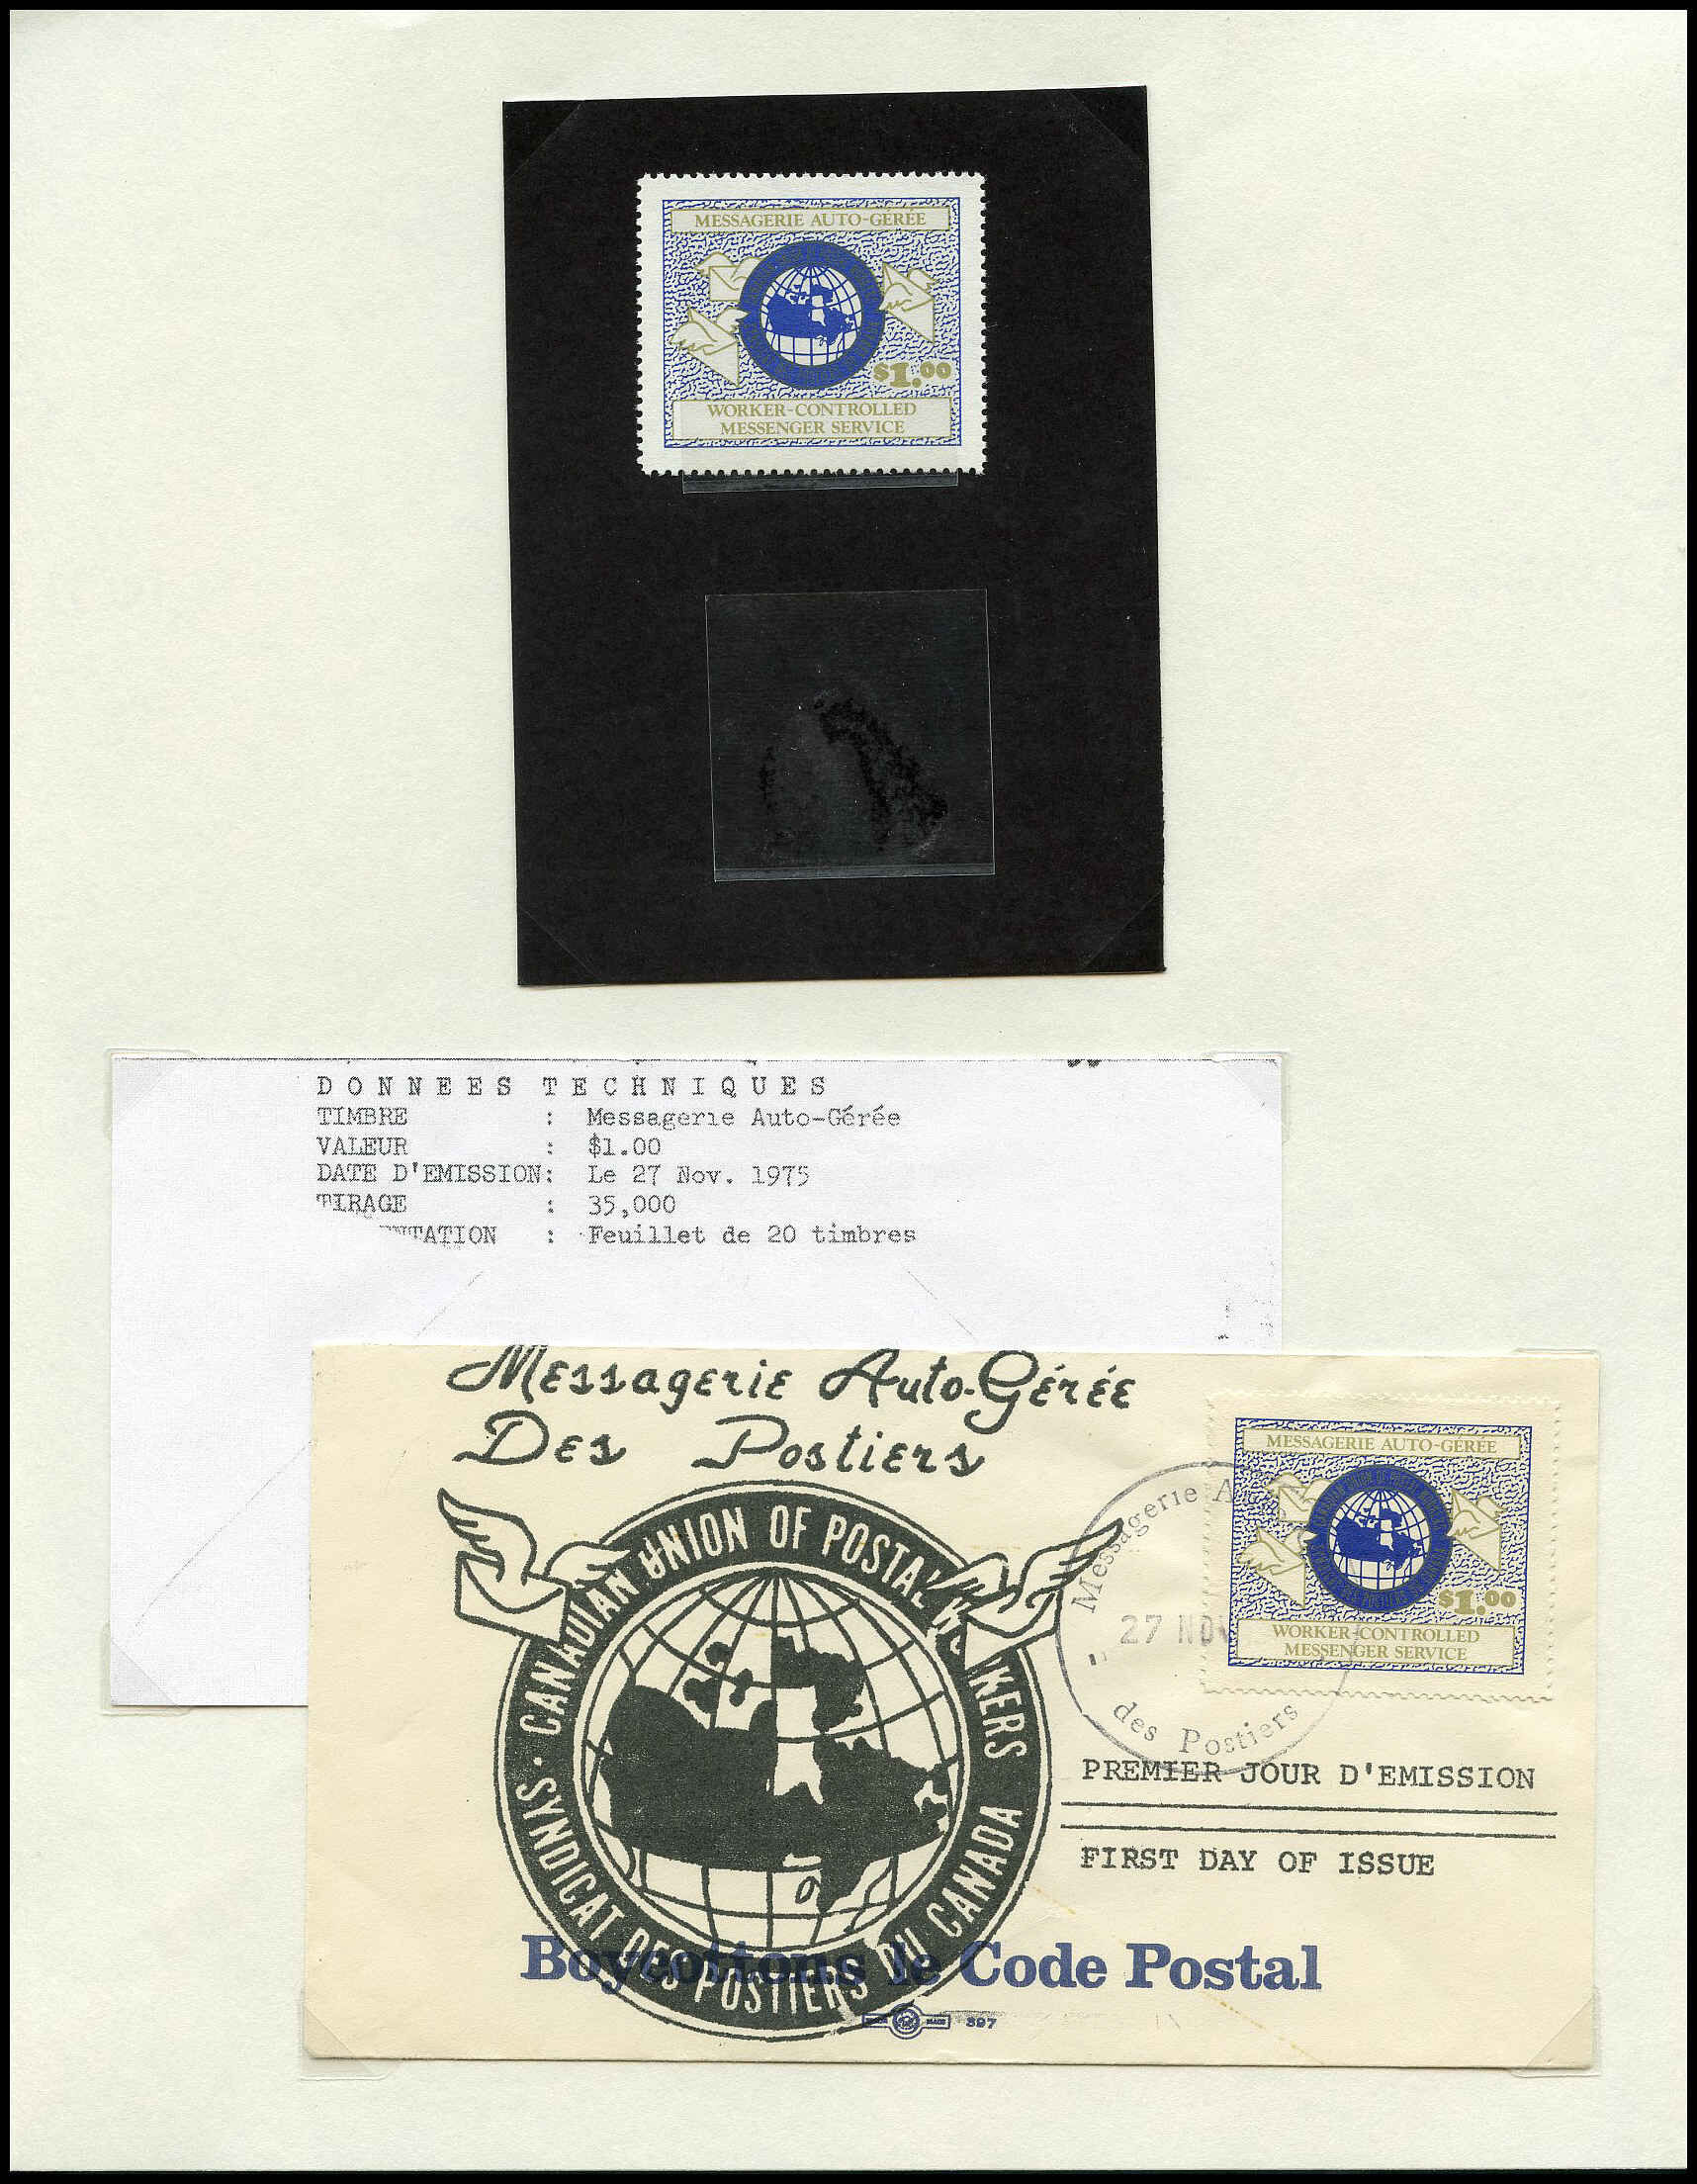 MESSAGERIE AUTO-GÉRÉE
$1.00
WORKER-CONTROLLED
MESSENGER SERVICE
DONNEES TECHNIQUES
TIMBRE : Messagerie Auto-Gérée
VALEUR : $1.00
DATE D'EMISSION: Le 27 Nov. 1975
TIRAGE : 35,000
ENTATION : Feuillet de 20 timbres
Messagerie Auto-Gérée
Des Postiers
CANADIAN UNION OF POSTAL WORKERS
SYNDICAT DES POSTIERS DU CANADA
MESSAGERIE AUTO-GÉRÉE
$1.00
WORKER-CONTROLLED
MESSENGER SERVICE
Messagerie
27 NOV
des Postiers
PREMIER JOUR D'EMISSION
FIRST DAY OF ISSUE
Boycottons le Code Postal
397